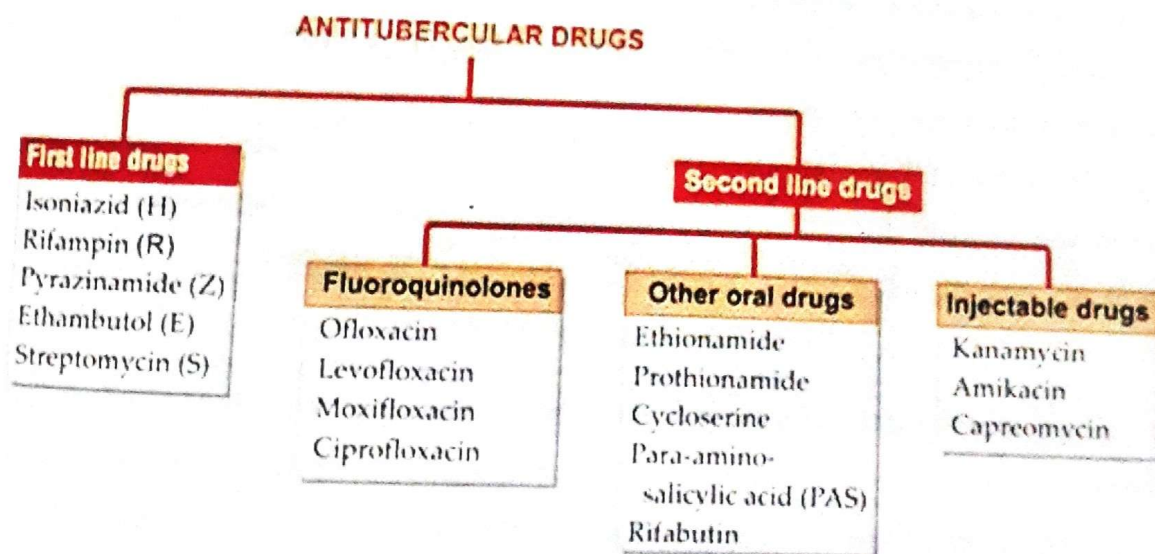 ANTITUBERCULAR DRUGS
First line drugs
Isoniazid (H)
Rifampin (R)
Pyrazinamide (Z)
Ethambutol (E)
Streptomycin (S)
Second line drugs
Fluoroquinolones
Ofloxacin
Levofloxacin
Moxifloxacin
Ciprofloxacin
Other oral drugs
Ethionamide
Prothionamide
Cycloserine
Para-amino-
salicylic acid (PAS)
Rifabutin
Injectable drugs
Kanamycin
Amikacin
Capreomycin